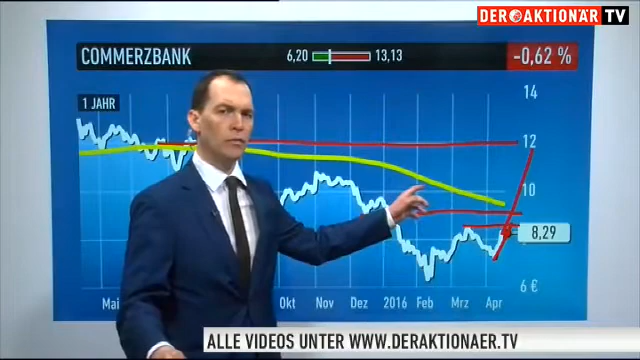 DER AKTIONÄR TV
COMMERZBANK 6,20 13,13 -0,62 %
1 JAHR
14
12
10
8,29
6 €
Mai Okt Nov Dez 2016 Feb Mrz Apr
ALLE VIDEOS UNTER WWW.DERAKTIONAER.TV